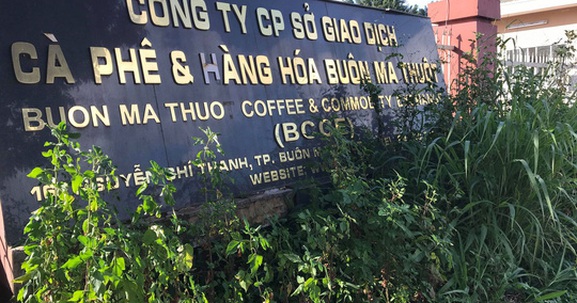 CÔNG TY CP SỞ GIAO DỊCH
CÀ PHÊ & HÀNG HÓA BUÔN MA THUỘT
BUON MA THUO COFFEE & COMMODITY
(BCCE)
NGUYỄN CHÍ THANH, TP. BUÔN
WEBSITE: